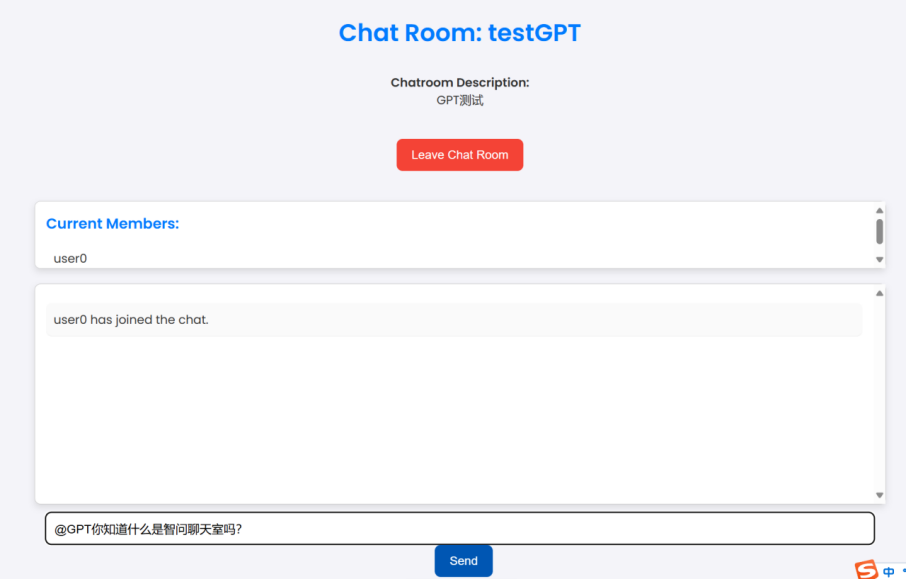 Chat Room: testGPT
Chatroom Description:
GPT测试
Leave Chat Room
Current Members:
user0
user0 has joined the chat.
@GPT你知道什么是智问聊天室吗?
Send
S 中